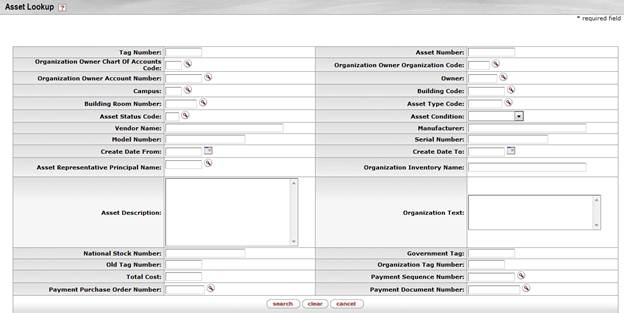 Asset Lookup ?
* required field
Tag Number:
Asset Number:
Organization Owner Chart Of Accounts
Code:
Organization Owner Organization Code:
Organization Owner Account Number:
Owner:
Campus:
Building Code:
Building Room Number:
Asset Type Code:
Asset Status Code:
Asset Condition:
Vendor Name:
Manufacturer:
Model Number:
Serial Number:
Create Date From:
Create Date To:
Asset Representative Principal Name:
Organization Inventory Name:
Asset Description:
Organization Text:
National Stock Number:
Government Tag:
Old Tag Number:
Organization Tag Number:
Total Cost:
Payment Sequence Number:
Payment Purchase Order Number:
Payment Document Number:
search clear cancel